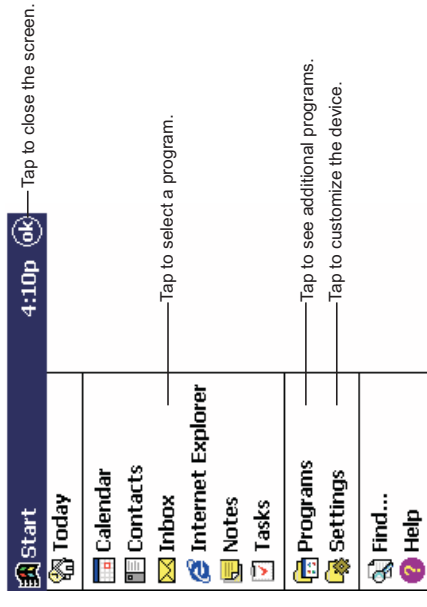 Start 4:10p ok
Tap to close the screen.
Today
Calendar
Contacts
Inbox
Tap to select a program.
Internet Explorer
Notes
Tasks
Programs
Tap to see additional programs.
Settings
Tap to customize the device.
Find...
Help